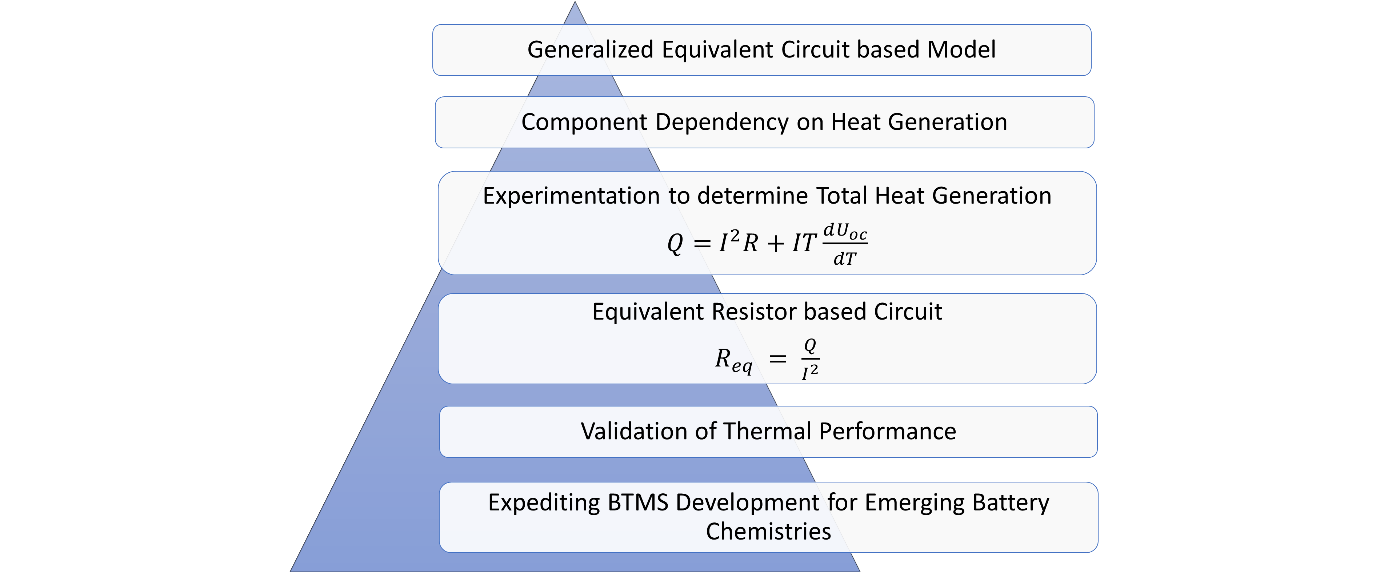 Generalized Equivalent Circuit based Model
Component Dependency on Heat Generation
Experimentation to determine Total Heat Generation
Q = I²R + IT dU_oc/dT
Equivalent Resistor based Circuit
R_eq = Q/I²
Validation of Thermal Performance
Expediting BTMS Development for Emerging Battery
Chemistries